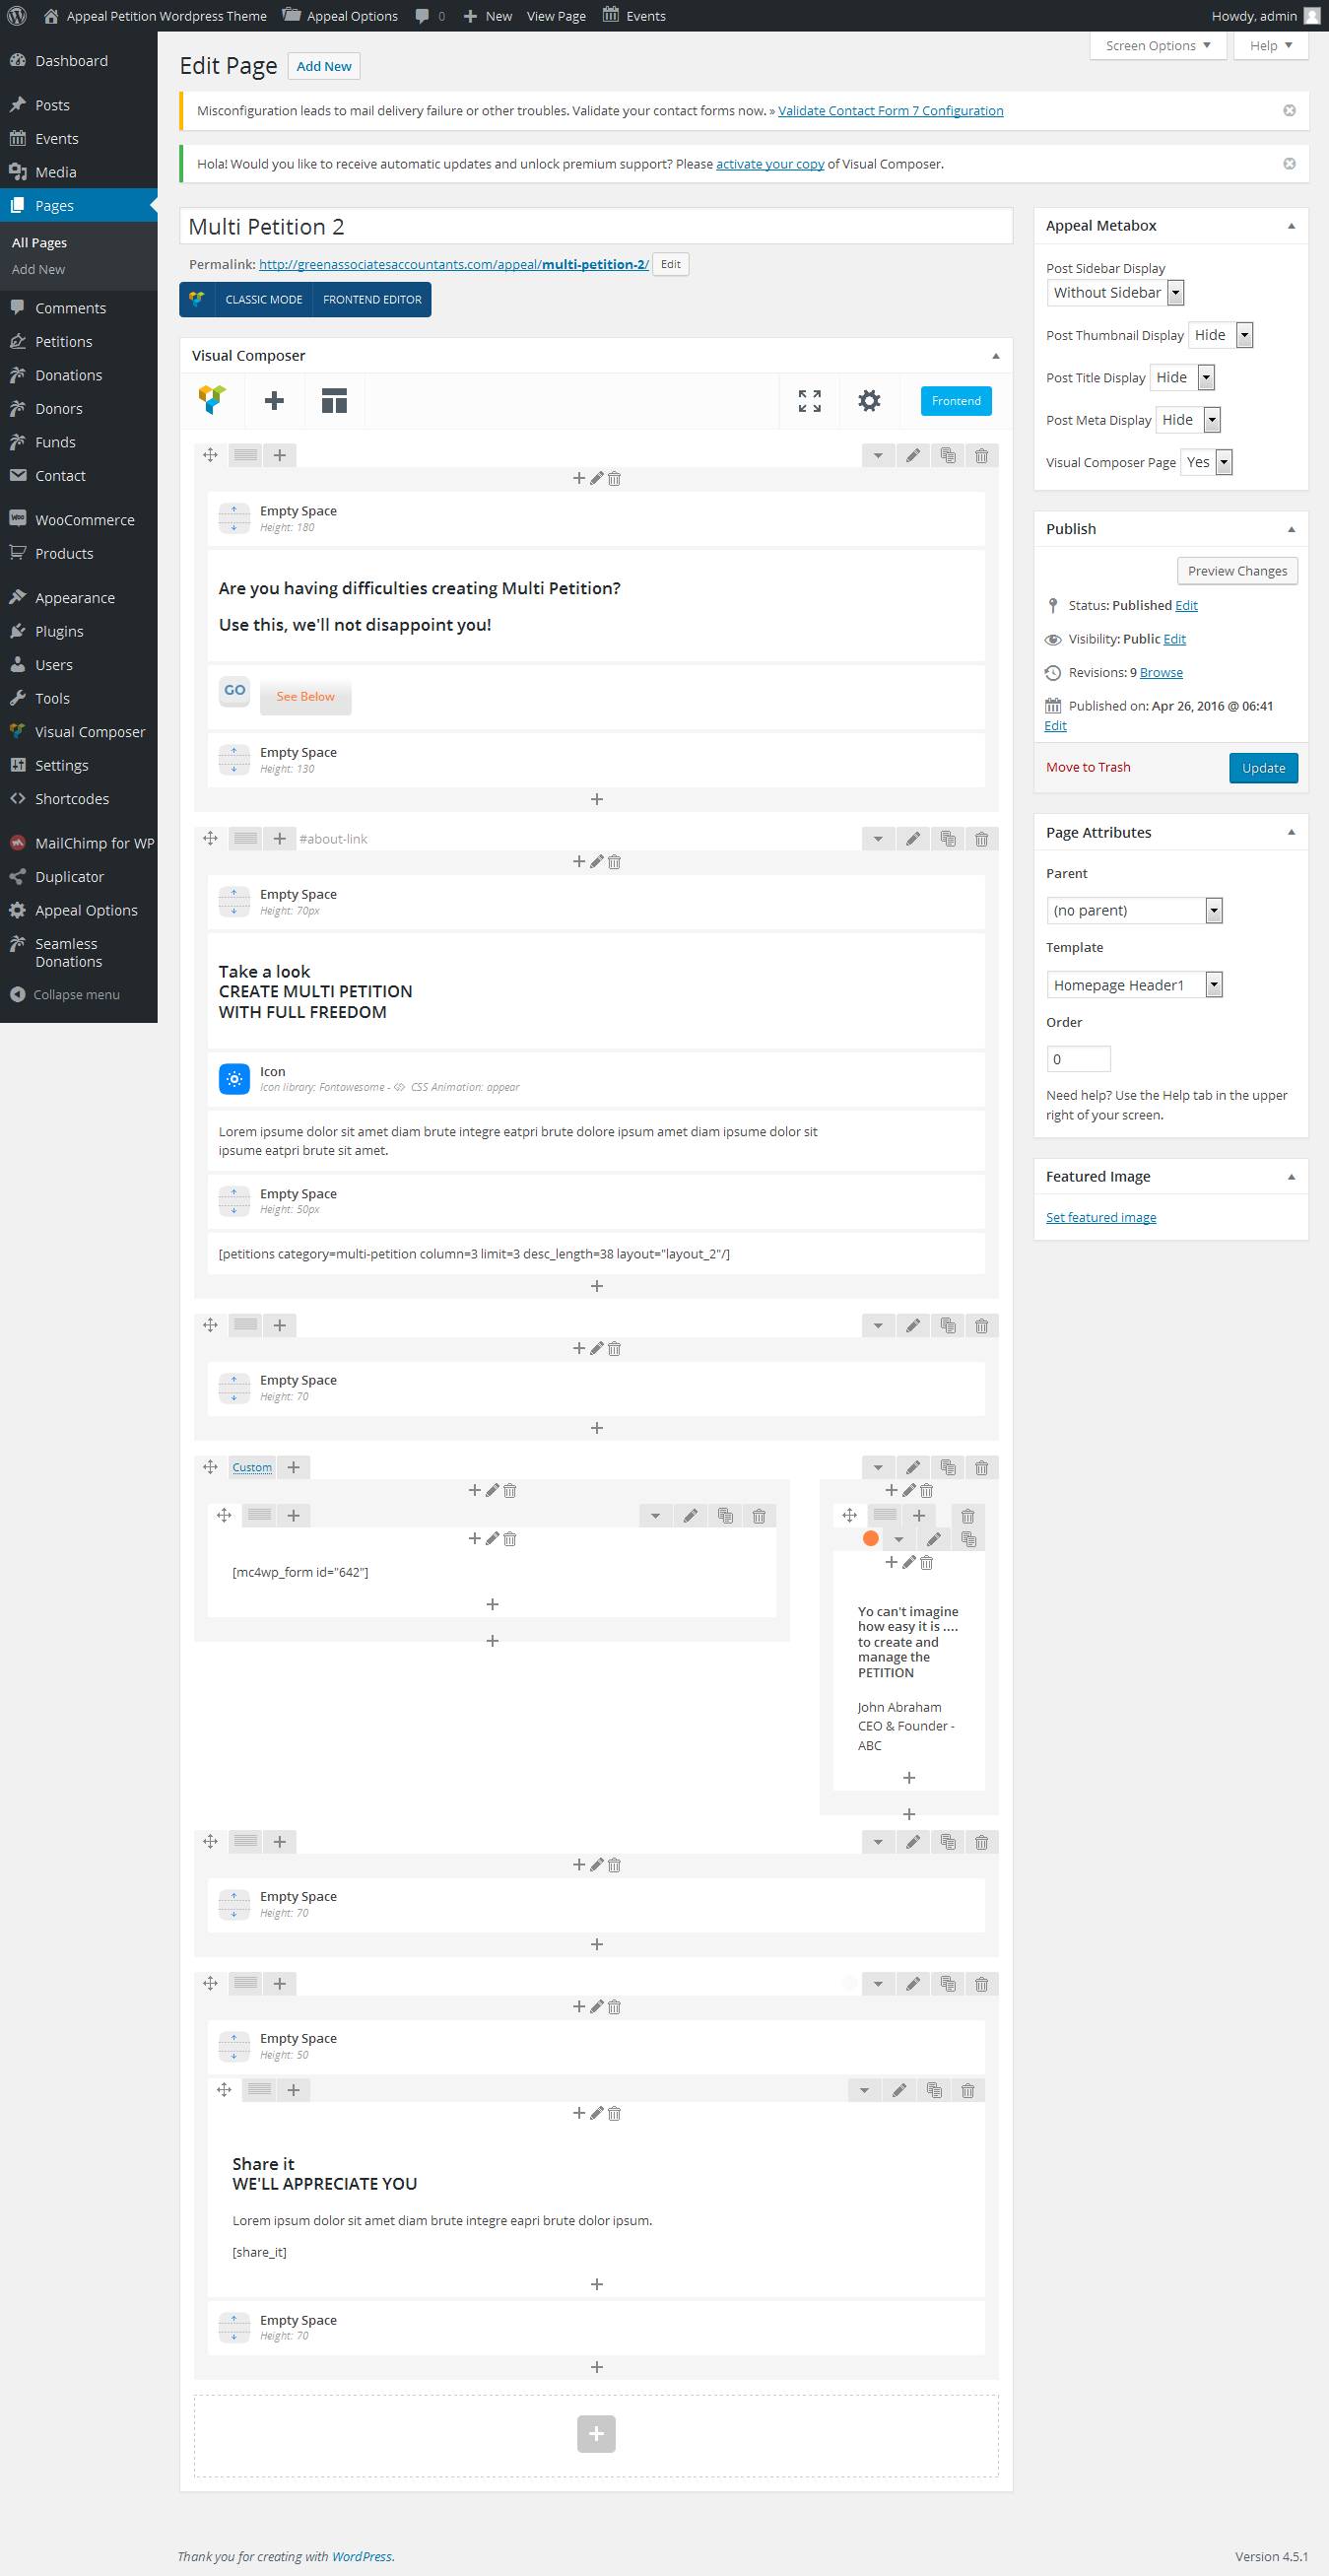 Appeal Petition Wordpress Theme Appeal Options 0 New View Page Events Howdy, admin
Screen Options Help
Dashboard
Posts
Events
Media
Pages
All Pages
Add New
Comments
Petitions
Donations
Donors
Funds
Contact
WooCommerce
Products
Appearance
Plugins
Users
Tools
Visual Composer
Settings
Shortcodes
MailChimp for WP
Duplicator
Appeal Options
Seamless
Donations
Collapse menu
Edit Page Add New
Misconfiguration leads to mail delivery failure or other troubles. Validate your contact forms now. » Validate Contact Form 7 Configuration
Hola! Would you like to receive automatic updates and unlock premium support? Please activate your copy of Visual Composer.
Multi Petition 2
Permalink: http://greenassociatesaccountants.com/appeal/multi-petition-2/ Edit
CLASSIC MODE FRONTEND EDITOR
Visual Composer
Frontend
Empty Space
Height: 180
Are you having difficulties creating Multi Petition?
Use this, we'll not disappoint you!
GO See Below
Empty Space
Height: 130
#about-link
Empty Space
Height: 70px
Take a look
CREATE MULTI PETITION
WITH FULL FREEDOM
Icon
Icon library: Fontawesome - CSS Animation: appear
Lorem ipsume dolor sit amet diam brute integre eatpri brute dolore ipsum amet diam ipsume dolor sit
ipsume eatpri brute sit amet.
Empty Space
Height: 50px
[petitions category=multi-petition column=3 limit=3 desc_length=38 layout="layout_2"/]
Empty Space
Height: 70
Custom
[mc4wp_form id="642"]
Yo can't imagine
how easy it is ....
to create and
manage the
PETITION
John Abraham
CEO & Founder -
ABC
Empty Space
Height: 70
Empty Space
Height: 50
Share it
WE'LL APPRECIATE YOU
Lorem ipsum dolor sit amet diam brute integre eapri brute dolor ipsum.
[share_it]
Empty Space
Height: 70
Appeal Metabox
Post Sidebar Display
Without Sidebar
Post Thumbnail Display Hide
Post Title Display Hide
Post Meta Display Hide
Visual Composer Page Yes
Publish
Preview Changes
Status: Published Edit
Visibility: Public Edit
Revisions: 9 Browse
Published on: Apr 26, 2016 @ 06:41
Edit
Move to Trash Update
Page Attributes
Parent
(no parent)
Template
Homepage Header1
Order
0
Need help? Use the Help tab in the upper
right of your screen.
Featured Image
Set featured image
Thank you for creating with WordPress. Version 4.5.1